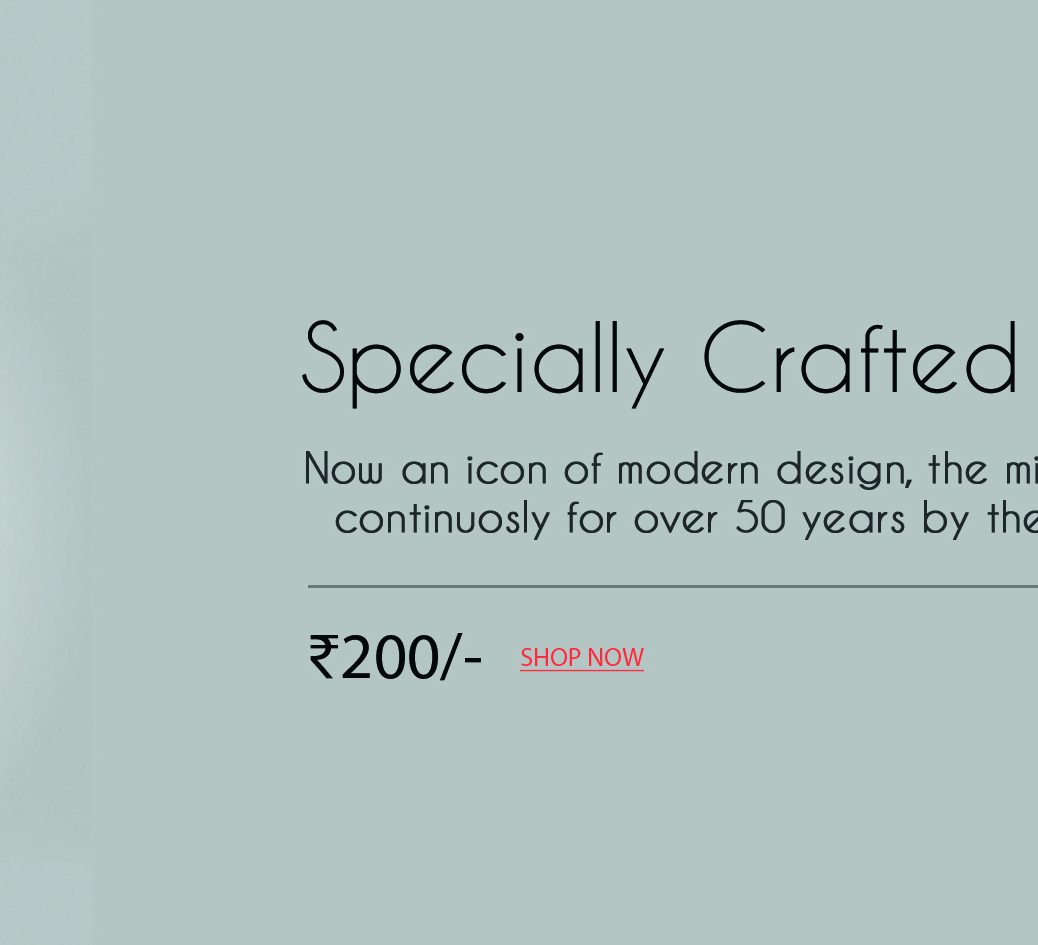 Specially Crafted
Now an icon of modern design, the
continuosly for over 50 years by the
₹200/- SHOP NOW